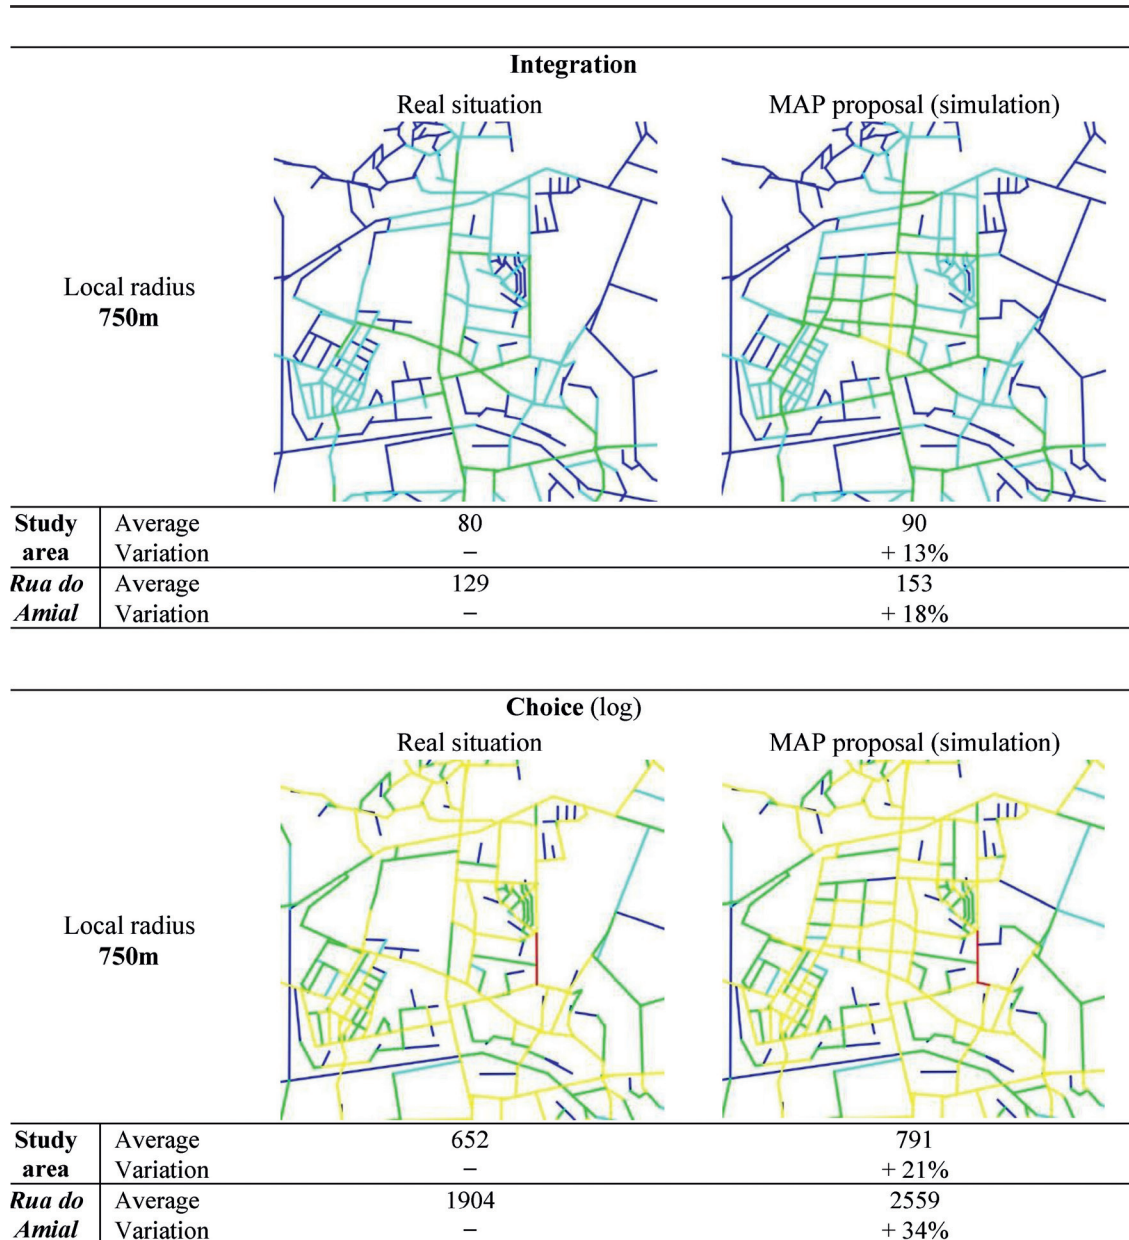 Integration
Real situation MAP proposal (simulation)
Local radius
750m
Study Average 80 90
area Variation – + 13%
Rua do Average 129 153
Amial Variation – + 18%
Choice (log)
Real situation MAP proposal (simulation)
Local radius
750m
Study Average 652 791
area Variation – + 21%
Rua do Average 1904 2559
Amial Variation – + 34%